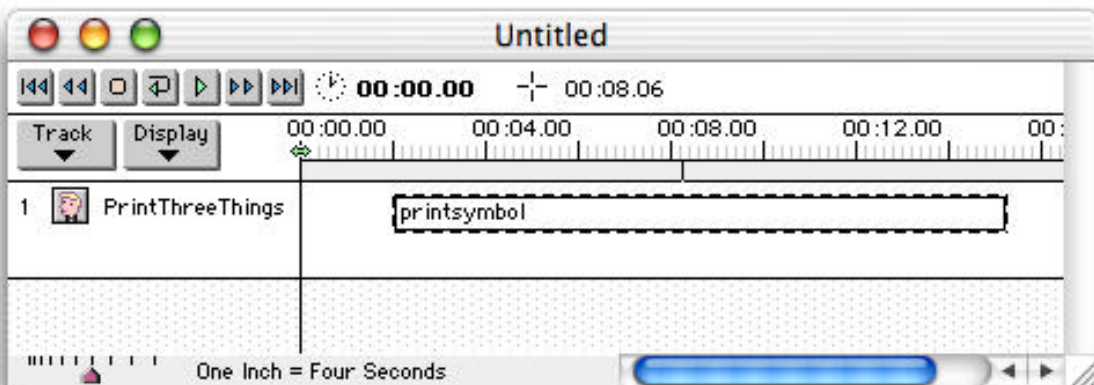 Untitled
00:00.00 00:08.06
Track Display 00:00.00 00:04.00 00:08.00 00:12.00 00:
1 PrintThreeThings printsymbol
One Inch = Four Seconds